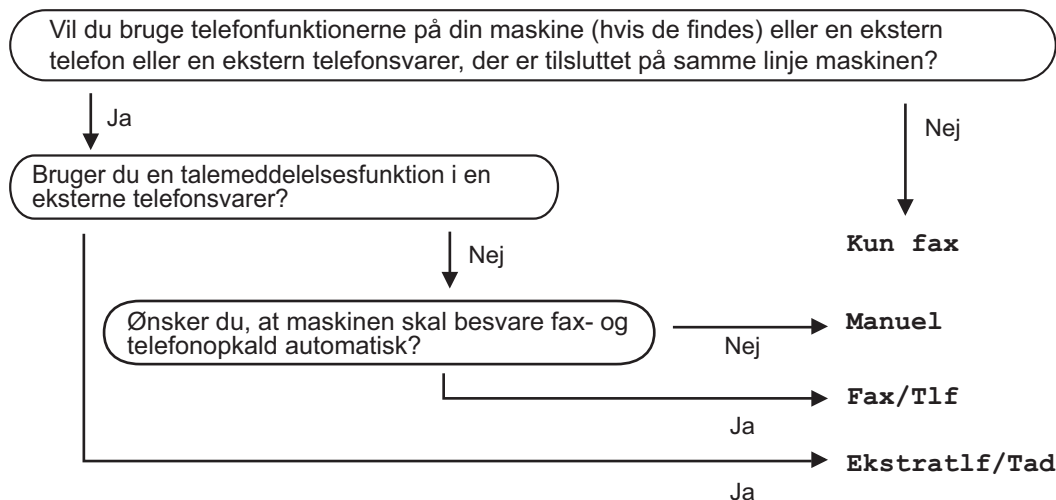 Vil du bruge telefonfunktionerne på din maskine (hvis de findes) eller en ekstern
telefon eller en ekstern telefonsvarer, der er tilsluttet på samme linje maskinen?
Ja
Nej
Bruger du en talemeddelelsesfunktion i en
eksterne telefonsvarer?
Kun fax
Nej
Ønsker du, at maskinen skal besvare fax- og
telefonopkald automatisk?
Nej
Manuel
Ja
Fax/Tlf
Ja
Ekstratlf/Tad